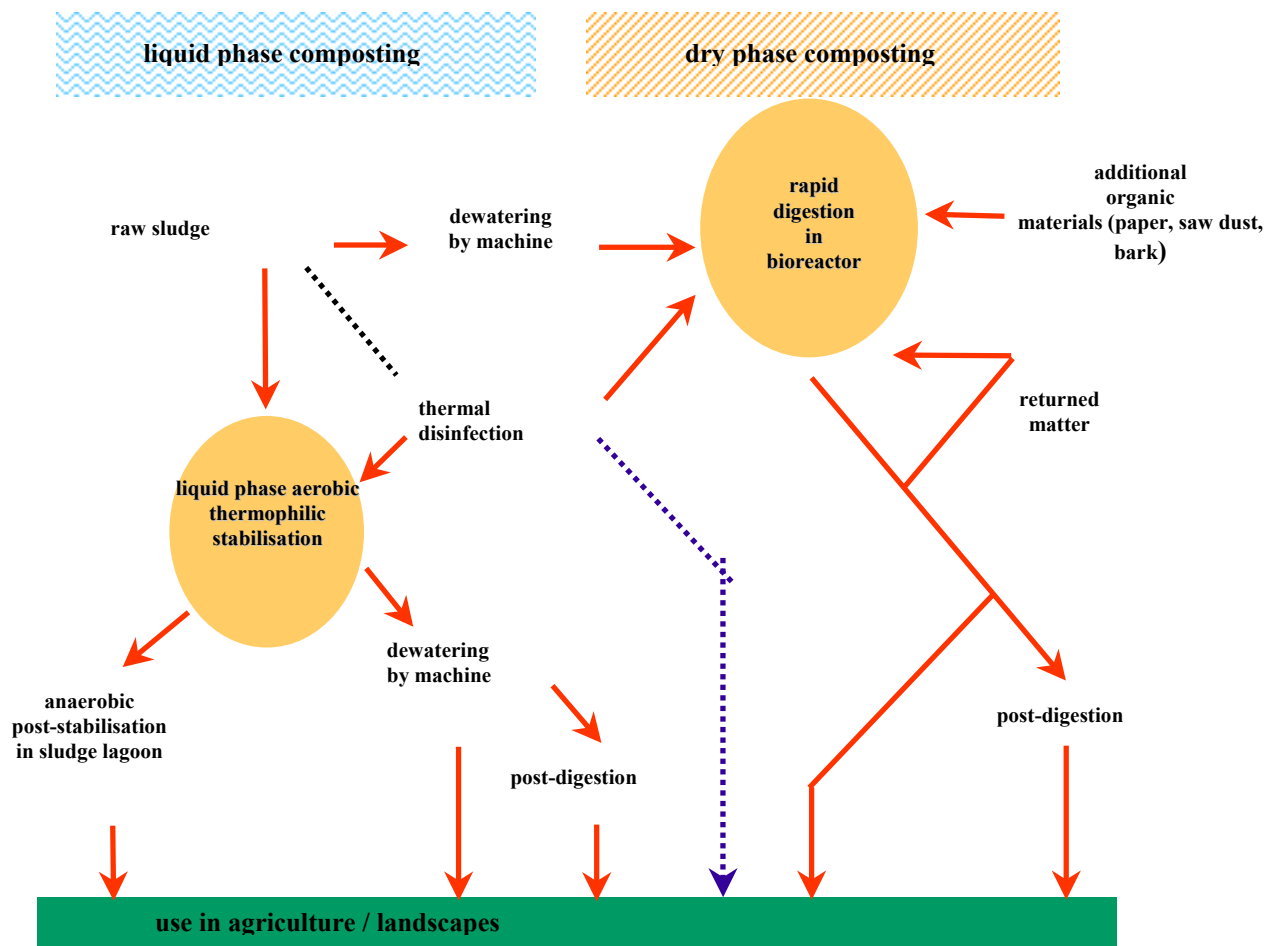 liquid phase composting
dry phase composting
rapid
digestion
in
bioreactor
additional
organic
materials (paper, saw dust,
bark)
raw sludge
dewatering
by machine
thermal
disinfection
returned
matter
liquid phase aerobic
thermophilic
stabilisation
dewatering
by machine
anaerobic
post-stabilisation
in sludge lagoon
post-digestion
post-digestion
use in agriculture / landscapes